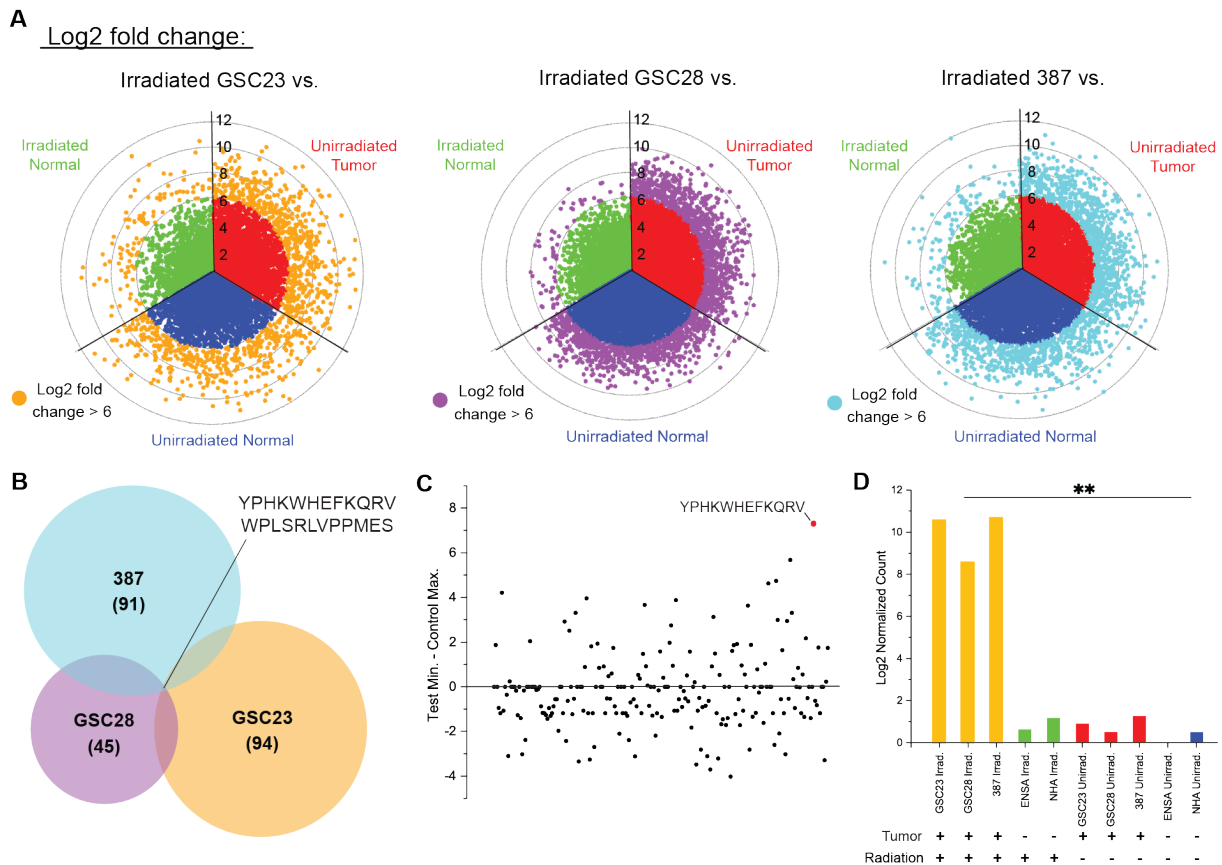 A
Log2 fold change:
Irradiated GSC23 vs.
Irradiated
Normal
Unirradiated
Tumor
12
10
8
6
4
2
Log2 fold
change > 6
Unirradiated Normal
Irradiated GSC28 vs.
Irradiated
Normal
Unirradiated
Tumor
12
10
8
6
4
2
Log2 fold
change > 6
Unirradiated Normal
Irradiated 387 vs.
Irradiated
Normal
Unirradiated
Tumor
12
10
8
6
4
2
Log2 fold
change > 6
Unirradiated Normal
B
YPHKWHEFKQRV
WPLSRLVPPMES
387
(91)
GSC28
(45)
GSC23
(94)
C
Test Min. - Control Max.
8
6
4
2
0
-2
-4
YPHKWHEFKQRV
D
Log2 Normalized Count
12
10
8
6
4
2
0
**
GSC23 Irrad.
GSC28 Irrad.
387 Irrad.
ENSA Irrad.
NHA Irrad.
GSC23 Unirrad.
GSC28 Unirrad.
387 Unirrad.
ENSA Unirrad.
NHA Unirrad.
Tumor + + + - - + + + - -
Radiation + + + + + - - - - -